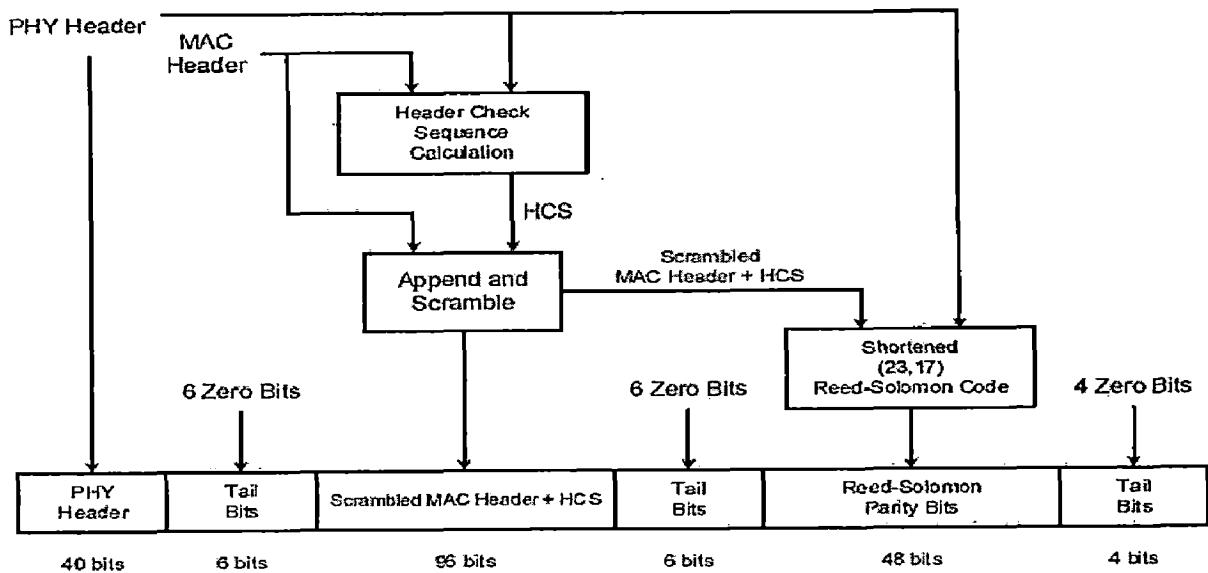 PHY Header
MAC
Header
Header Check
Sequence
Calculation
HCS
Append and
Scramble
Scrambled
MAC Header + HCS
Shortened
(23,17)
Reed-Solomon Code
6 Zero Bits
6 Zero Bits
4 Zero Bits
PHY
Header
Tail
Bits
Scrambled MAC Header + HCS
Tail
Bits
Reed-Solomon
Parity Bits
Tail
Bits
40 bits
6 bits
96 bits
6 bits
48 bits
4 bits